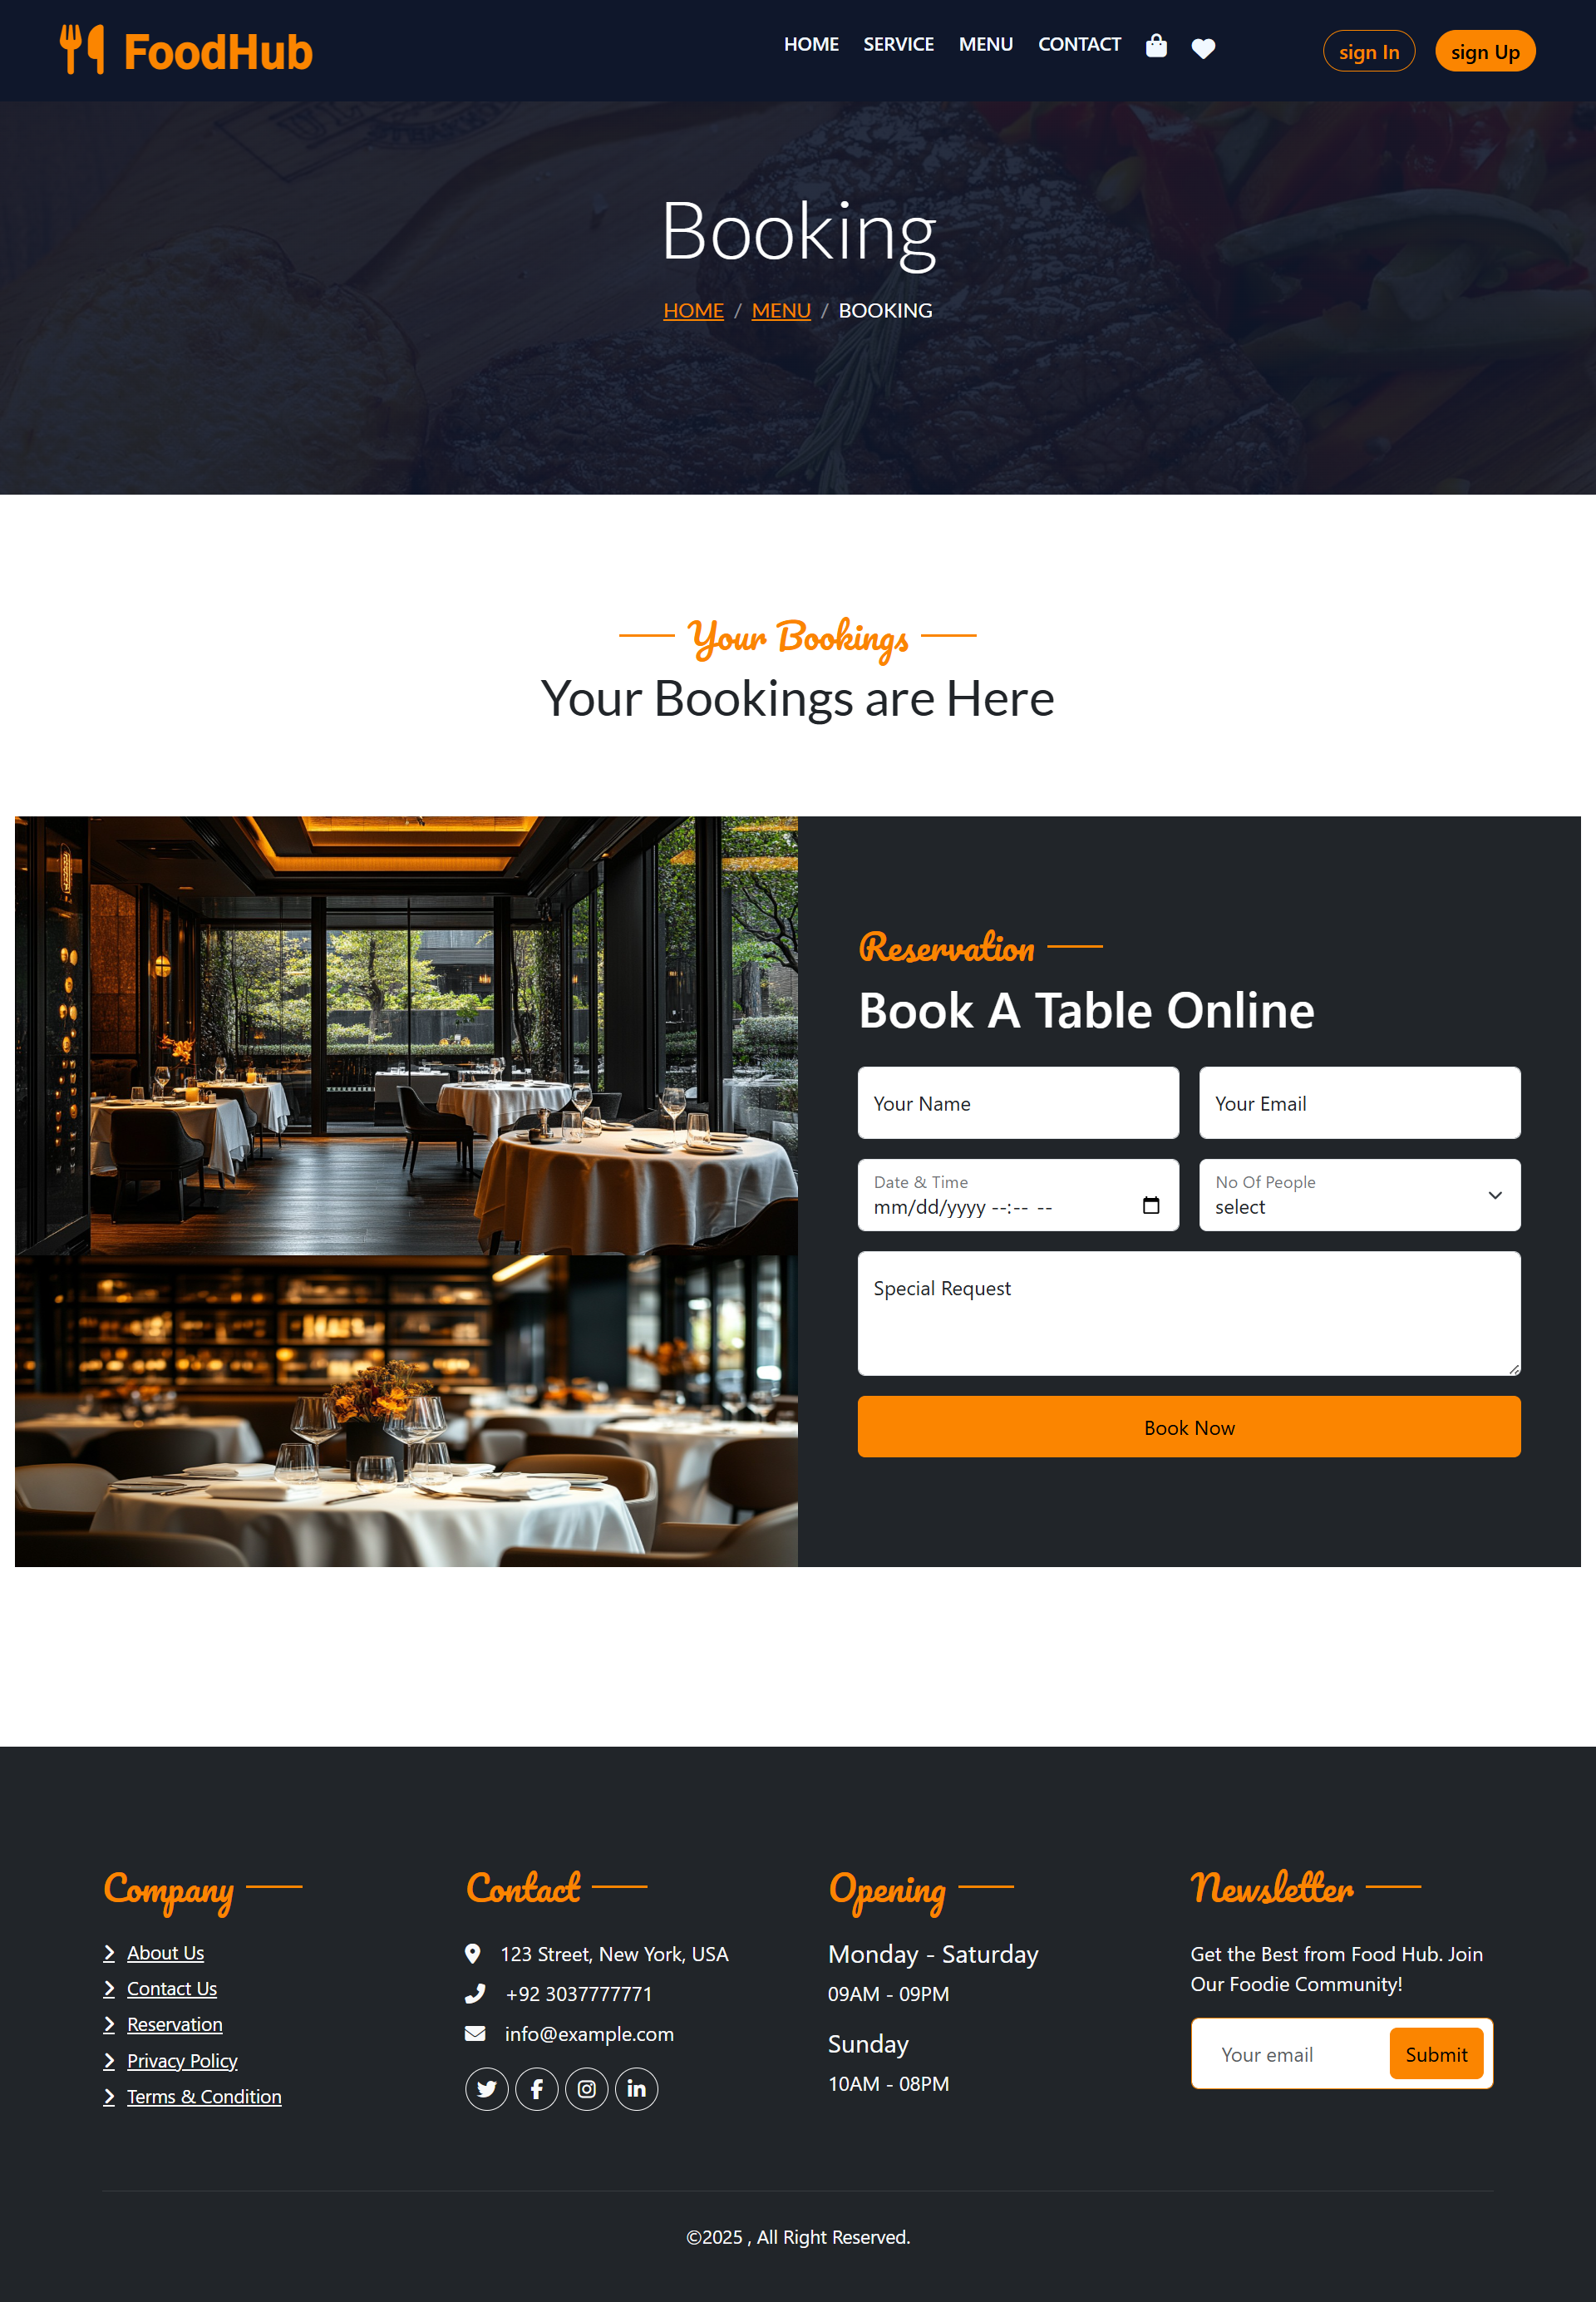 FoodHub
HOME SERVICE MENU CONTACT
sign In
sign Up
Booking
HOME / MENU / BOOKING
Your Bookings
Your Bookings are Here
Reservation
Book A Table Online
Your Name
Your Email
Date & Time
mm/dd/yyyy --:-- --
No Of People
select
Special Request
Book Now
Company
About Us
Contact Us
Reservation
Privacy Policy
Terms & Condition
Contact
123 Street, New York, USA
+92 3037777771
info@example.com
Opening
Monday - Saturday
09AM - 09PM
Sunday
10AM - 08PM
Newsletter
Get the Best from Food Hub. Join
Our Foodie Community!
Your email
Submit
©2025 , All Right Reserved.